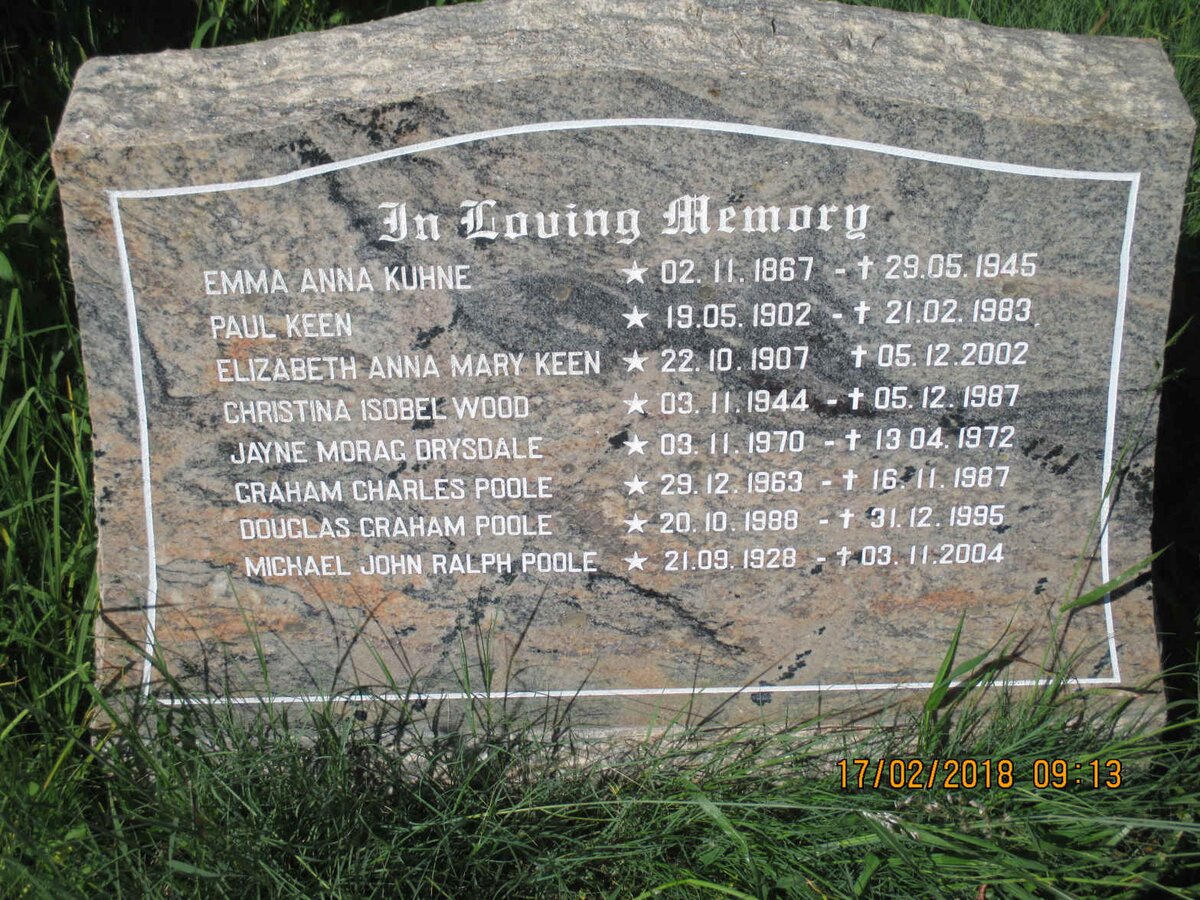 In Loving Memory
EMMA ANNA KUHNE ★ 02.11.1867 - ✝ 29.05.1945
PAUL KEEN ★ 19.05.1902 - ✝ 21.02.1983
ELIZABETH ANNA MARY KEEN ★ 22.10.1907 ✝ 05.12.2002
CHRISTINA ISOBEL WOOD ★ 03.11.1944 - ✝ 05.12.1987
JAYNE MORAG DRYSDALE ★ 03.11.1970 - ✝ 13 04.1972
GRAHAM CHARLES POOLE ★ 29.12.1963 - ✝ 16.11.1987
DOUGLAS GRAHAM POOLE ★ 20.10.1988 - ✝ 31.12.1995
MICHAEL JOHN RALPH POOLE ★ 21.09.1928 - ✝ 03.11.2004
17/02/2018 09:13